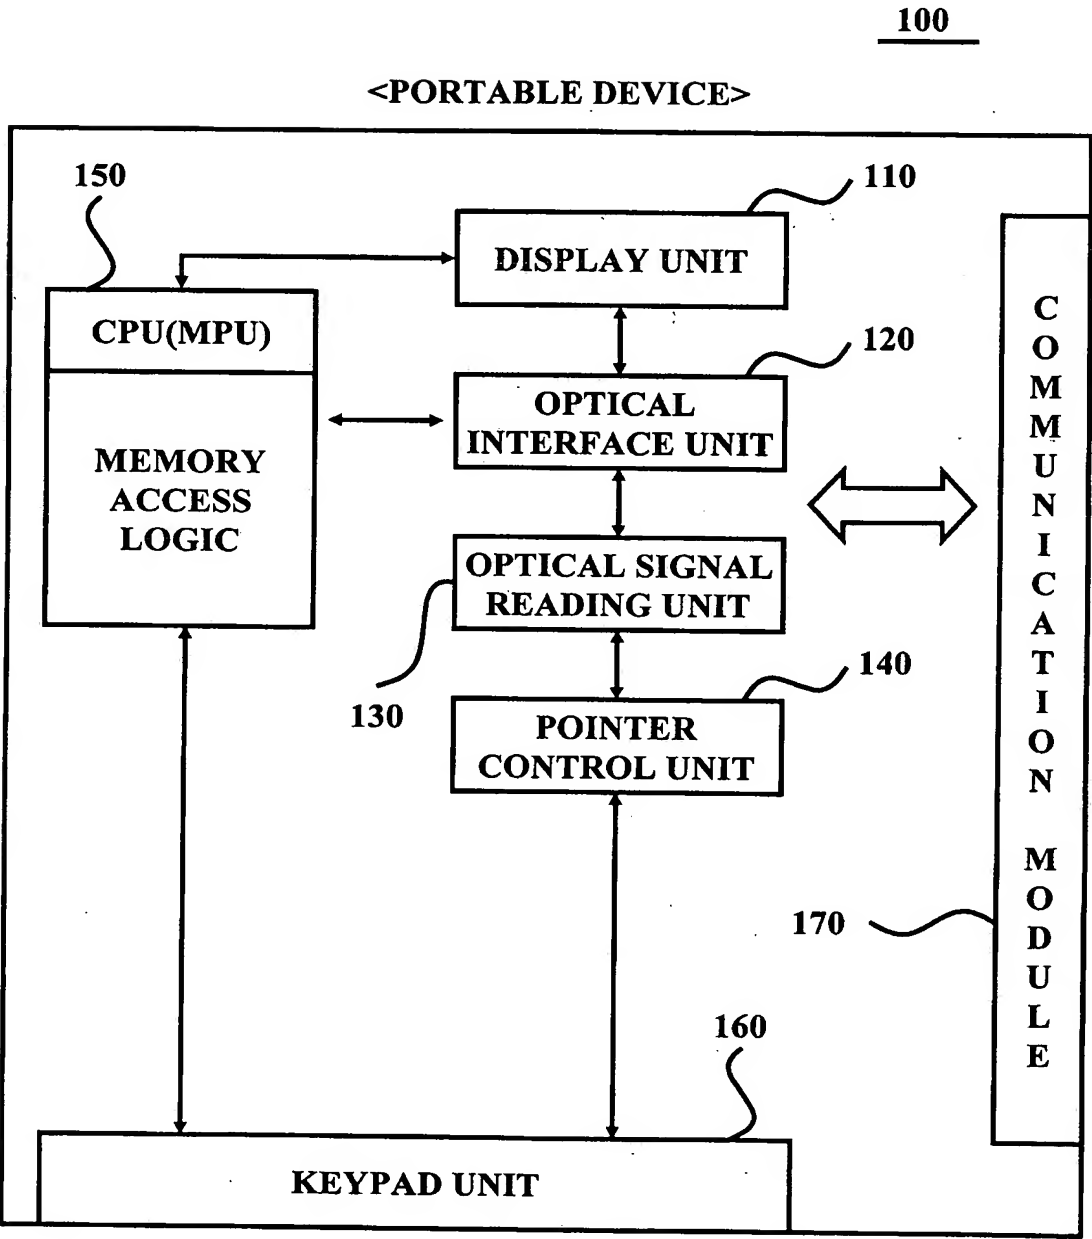 100
<PORTABLE DEVICE>
150
110
DISPLAY UNIT
CPU(MPU)
120
OPTICAL
INTERFACE UNIT
MEMORY
ACCESS
LOGIC
OPTICAL SIGNAL
READING UNIT
130
140
POINTER
CONTROL UNIT
COMMUNICATION MODULE
170
160
KEYPAD UNIT